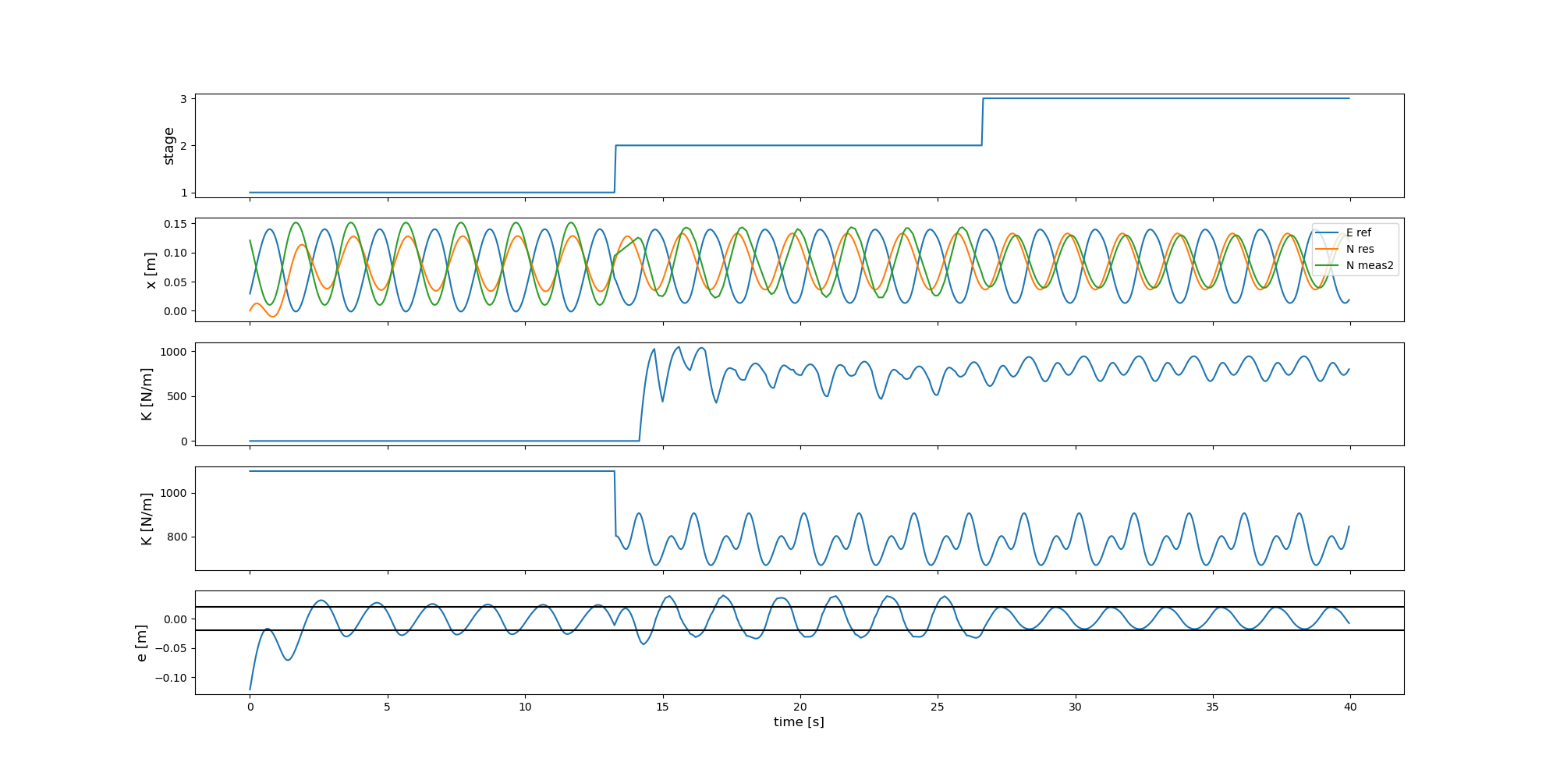 3
2
1
stage
0.15
0.10
0.05
0.00
x [m]
E ref
N res
N meas2
1000
500
0
K [N/m]
1000
800
K [N/m]
0.00
−0.05
−0.10
e [m]
0 5 10 15 20 25 30 35 40
time [s]